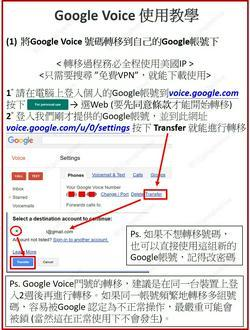 Google Voice 使用教學
(1) 將Google Voice 號碼轉移到自己的Google帳號下
< 轉移過程務必全程使用美國IP >
<只需要搜尋 "免費VPN"，就能下載使用>
1 請在電腦上登入個人的Google帳號到voice.google.com
按下 For personal use → 選Web (要先同意條款才能開始轉移)
2 登入我們剛才提供的Google帳號，並到此網址
voice.google.com/u/0/settings 按下 Transfer 就能進行轉移
Google
Voice
Settings
Call
Text
Phones
Voicemail & Text
Calls
Groups
Inbox
Starred
Voicemails
Your Google Voice Number
Change / Port
Delete
Transfer
Forwards calls to:
Select a destination account to continue:
@gmail.com
Account not listed? Sign-in to another account.
Transfer
Cancel
Ps. 如果不想轉移號碼，
也可以直接使用這組新的
Google帳號，記得改密碼
Ps. Google Voice門號的轉移，建議是在同一台裝置上登
入2週後再進行轉移。如果同一帳號頻繁地轉移多組號
碼，容易被Google 認定為不正常操作，最嚴重可能會
被鎖 (當然這在正常使用下不會發生)。